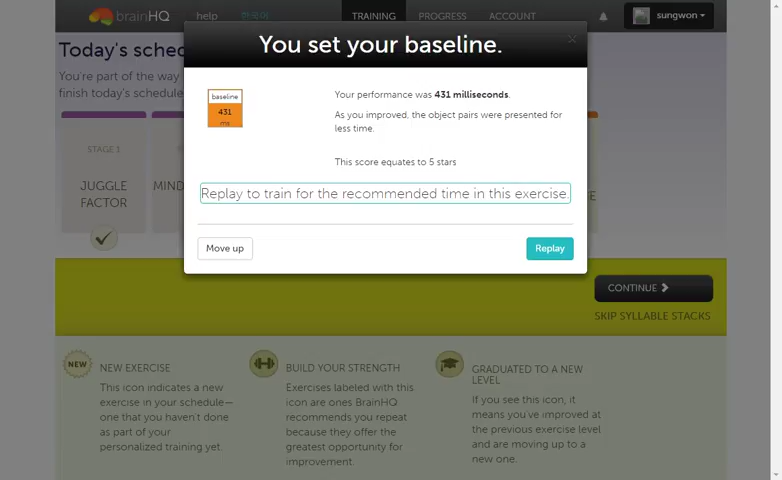 brainHQ help 한국어 TRAINING PROGRESS ACCOUNT sungwon
You set your baseline.
×
Today's sched
You're part of the way
finish today's schedule
baseline
431
ms
Your performance was 431 milliseconds.
As you improved, the object pairs were presented for
less time.
This score equates to 5 stars
STAGE 1
JUGGLE
FACTOR
MIND
Replay to train for the recommended time in this exercise.
Move up
Replay
CONTINUE
SKIP SYLLABLE STACKS
NEW
NEW EXERCISE
This icon indicates a new
exercise in your schedule—
one that you haven't done
as part of your
personalized training yet.
BUILD YOUR STRENGTH
Exercises labeled with this
icon are ones BrainHQ
recommends you repeat
because they offer the
greatest opportunity for
improvement.
GRADUATED TO A NEW
LEVEL
If you see this icon, it
means you've improved at
the previous exercise level
and are moving up to a
new one.